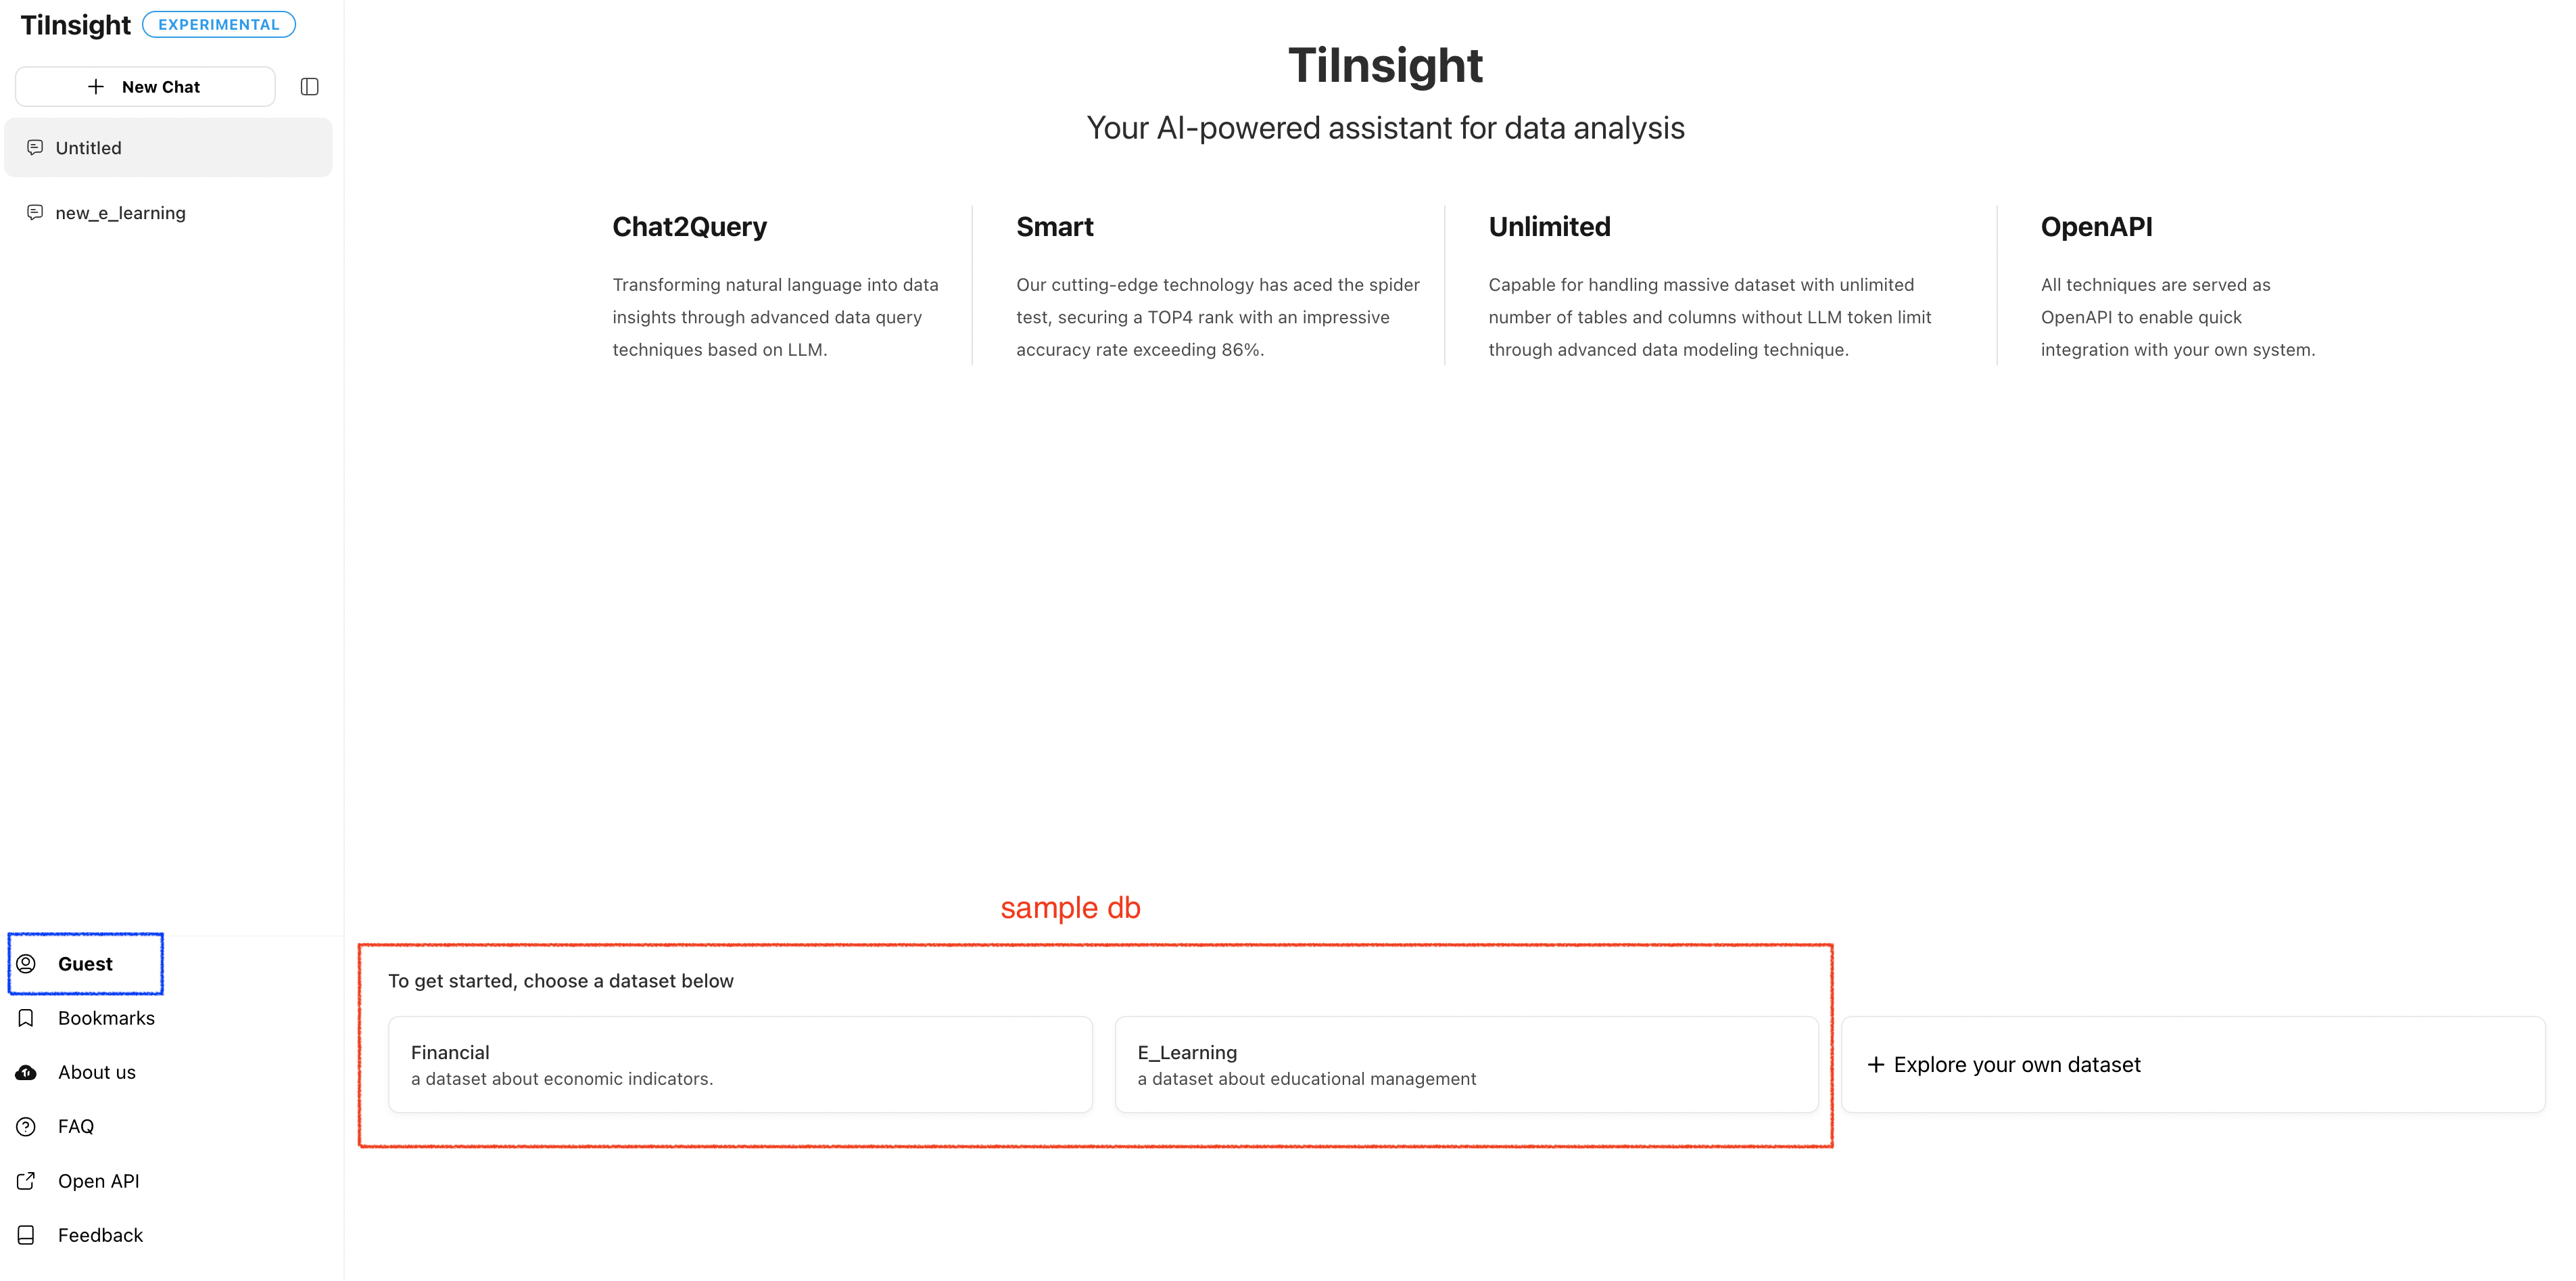 TiInsight EXPERIMENTAL
New Chat
Untitled
new_e_learning
Guest
Bookmarks
About us
FAQ
Open API
Feedback
TiInsight
Your AI-powered assistant for data analysis
Chat2Query
Transforming natural language into data
insights through advanced data query
techniques based on LLM.
Smart
Our cutting-edge technology has aced the spider
test, securing a TOP4 rank with an impressive
accuracy rate exceeding 86%.
Unlimited
Capable for handling massive dataset with unlimited
number of tables and columns without LLM token limit
through advanced data modeling technique.
OpenAPI
All techniques are served as
OpenAPI to enable quick
integration with your own system.
sample db
To get started, choose a dataset below
Financial
a dataset about economic indicators.
E_Learning
a dataset about educational management
+ Explore your own dataset